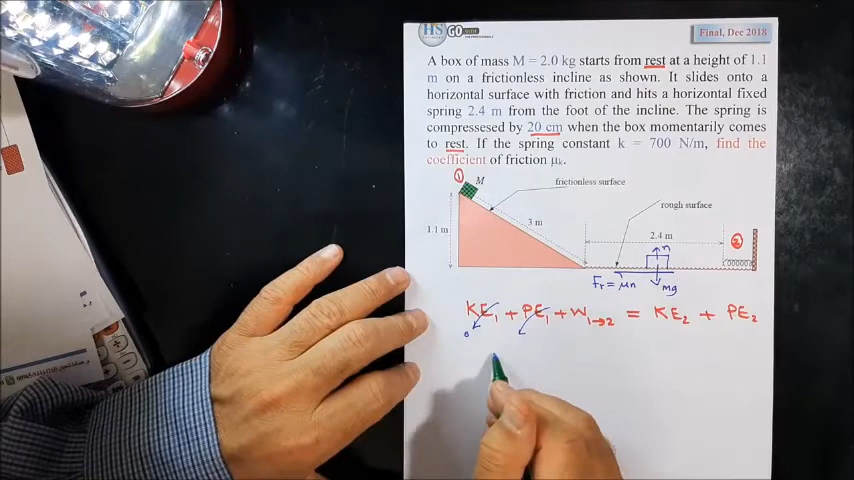 HS GO
Final, Dec 2018
A box of mass M = 2.0 kg starts from rest at a height of 1.1
m on a frictionless incline as shown. It slides onto a
horizontal surface with friction and hits a horizontal fixed
spring 2.4 m from the foot of the incline. The spring is
compressesed by 20 cm when the box momentarily comes
to rest. If the spring constant k = 700 N/m, find the
coefficient of friction μk.
① M
frictionless surface
rough surface
3 m
1.1 m
2.4 m
②
n
Fr = μn
mg
KE₁ + PE₁ + W₁→₂ = KE₂ + PE₂
0